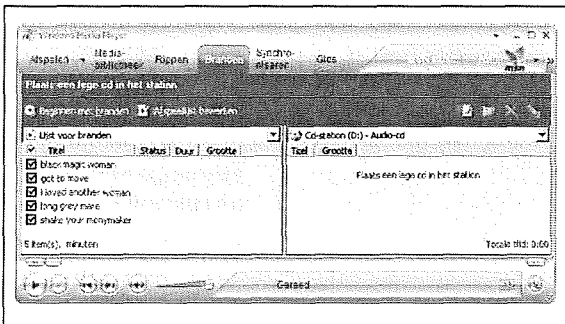 Windows Media Player
Afspelen Media-bibliotheek Rippen Branden Synchro-niseren Gids
msn
Plaats een lege cd in het station
Beginnen met branden Afspeellijst bewerken
Lijst voor branden
Titel Status Duur Grootte
black magic woman
got to move
I loved another woman
long grey mare
shake your monymaker
5 item(s), minuten
Cd-station (D:) - Audio-cd
Titel Grootte
Plaats een lege cd in het station
Totale tijd: 0:00
Gereed